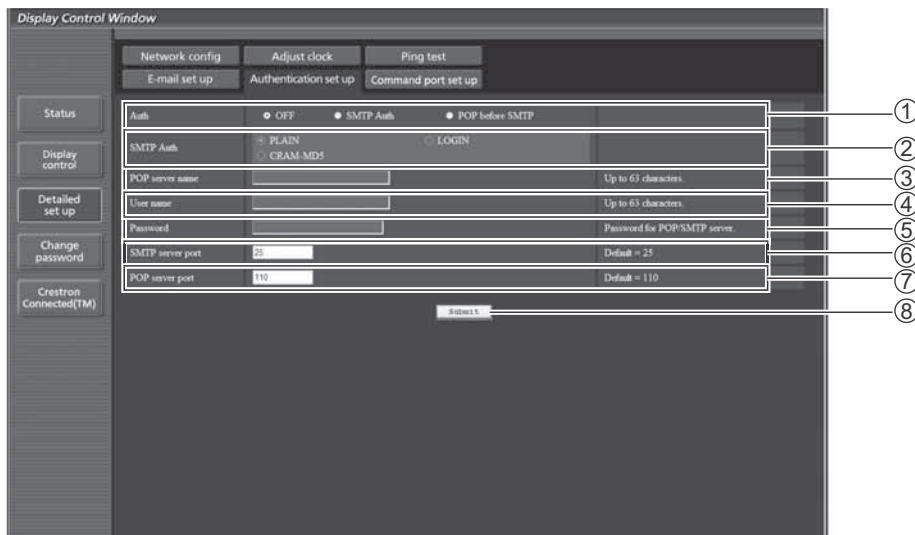 Display Control Window
Network config Adjust clock Ping test
E-mail set up Authentication set up Command port set up
Status
Display control
Detailed set up
Change password
Crestron Connected(TM)
Auth OFF SMTP Auth POP before SMTP ①
SMTP Auth PLAIN LOGIN CRAM-MD5 ②
POP server name Up to 63 characters. ③
User name Up to 63 characters. ④
Password Password for POP/SMTP server. ⑤
SMTP server port 25 Default = 25 ⑥
POP server port 110 Default = 110 ⑦
Submit ⑧